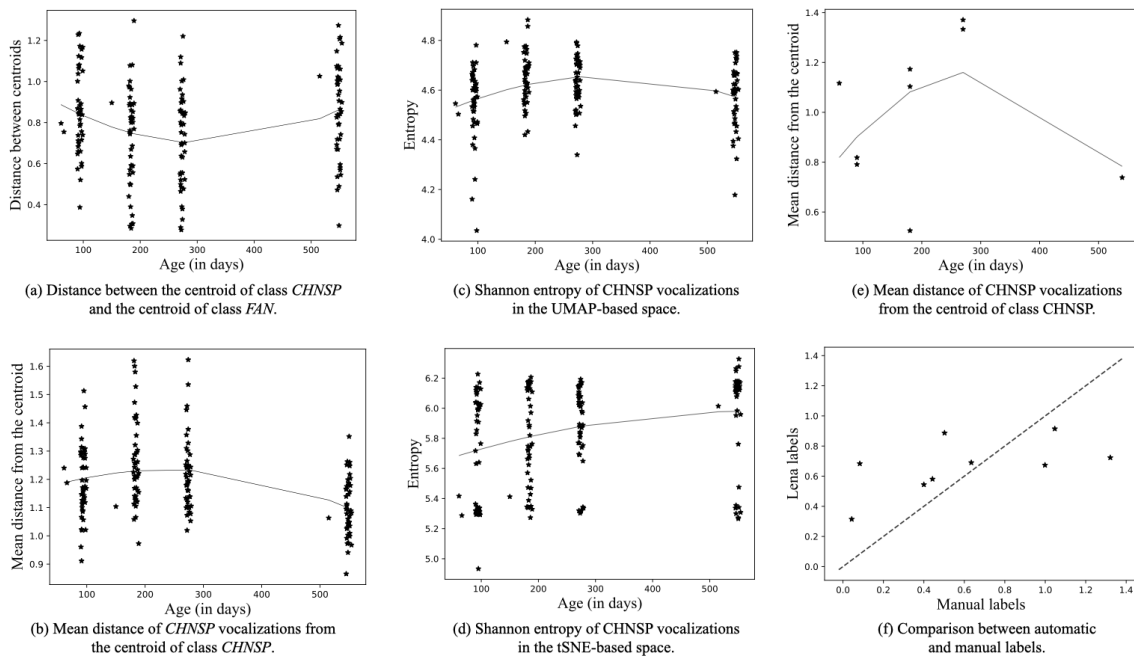 Distance between centroids
1.2
1.0
0.8
0.6
0.4
100 200 300 400 500
Age (in days)
(a) Distance between the centroid of class CHNSP
and the centroid of class FAN.
Entropy
4.8
4.6
4.4
4.2
4.0
100 200 300 400 500
Age (in days)
(c) Shannon entropy of CHNSP vocalizations
in the UMAP-based space.
Mean distance from the centroid
1.4
1.2
1.0
0.8
0.6
100 200 300 400 500
Age (in days)
(e) Mean distance of CHNSP vocalizations
from the centroid of class CHNSP.
Mean distance from the centroid
1.6
1.5
1.4
1.3
1.2
1.1
1.0
0.9
100 200 300 400 500
Age (in days)
(b) Mean distance of CHNSP vocalizations from
the centroid of class CHNSP.
Entropy
6.2
6.0
5.8
5.6
5.4
5.2
5.0
100 200 300 400 500
Age (in days)
(d) Shannon entropy of CHNSP vocalizations
in the tSNE-based space.
Lena labels
1.4
1.2
1.0
0.8
0.6
0.4
0.2
0.0
0.0 0.2 0.4 0.6 0.8 1.0 1.2 1.4
Manual labels
(f) Comparison between automatic
and manual labels.